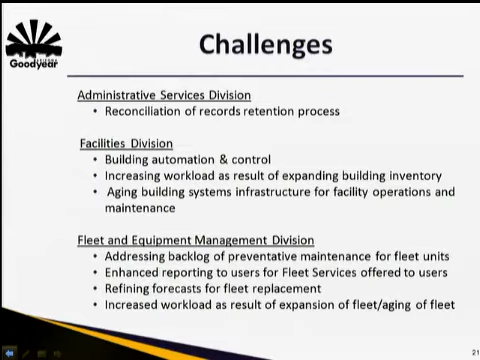 Goodyear
Challenges
Administrative Services Division
• Reconciliation of records retention process
Facilities Division
• Building automation & control
• Increasing workload as result of expanding building inventory
• Aging building systems infrastructure for facility operations and
maintenance
Fleet and Equipment Management Division
• Addressing backlog of preventative maintenance for fleet units
• Enhanced reporting to users for Fleet Services offered to users
• Refining forecasts for fleet replacement
• Increased workload as result of expansion of fleet/aging of fleet
21